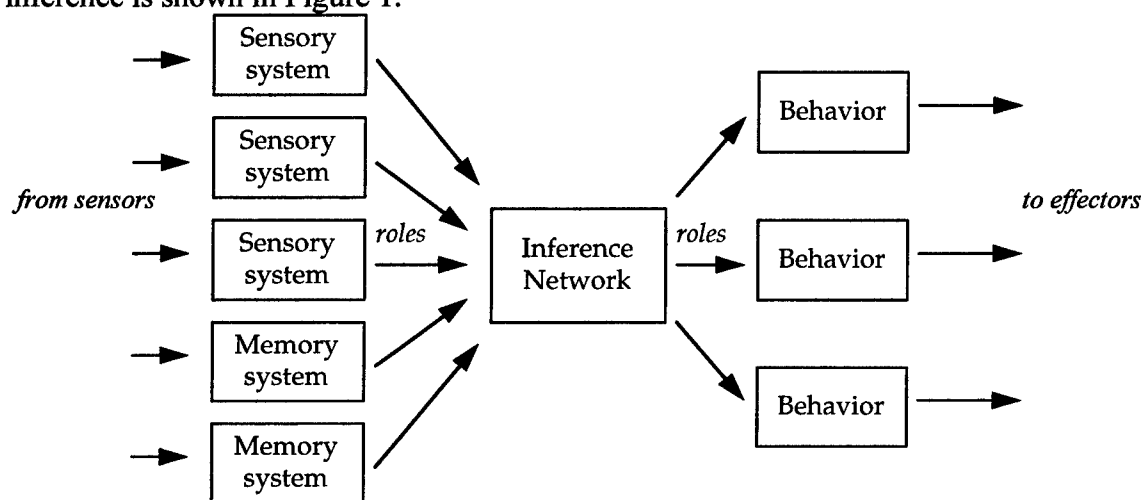 inference is shown in Figure 1.
Sensory
system
Sensory
system
from sensors
Sensory
system
roles
Memory
system
Memory
system
Inference
Network
roles
Behavior
Behavior
Behavior
to effectors